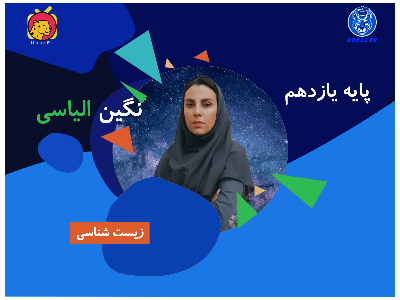 پایه یازدهم
نگین الیاسی
زیست شناسی